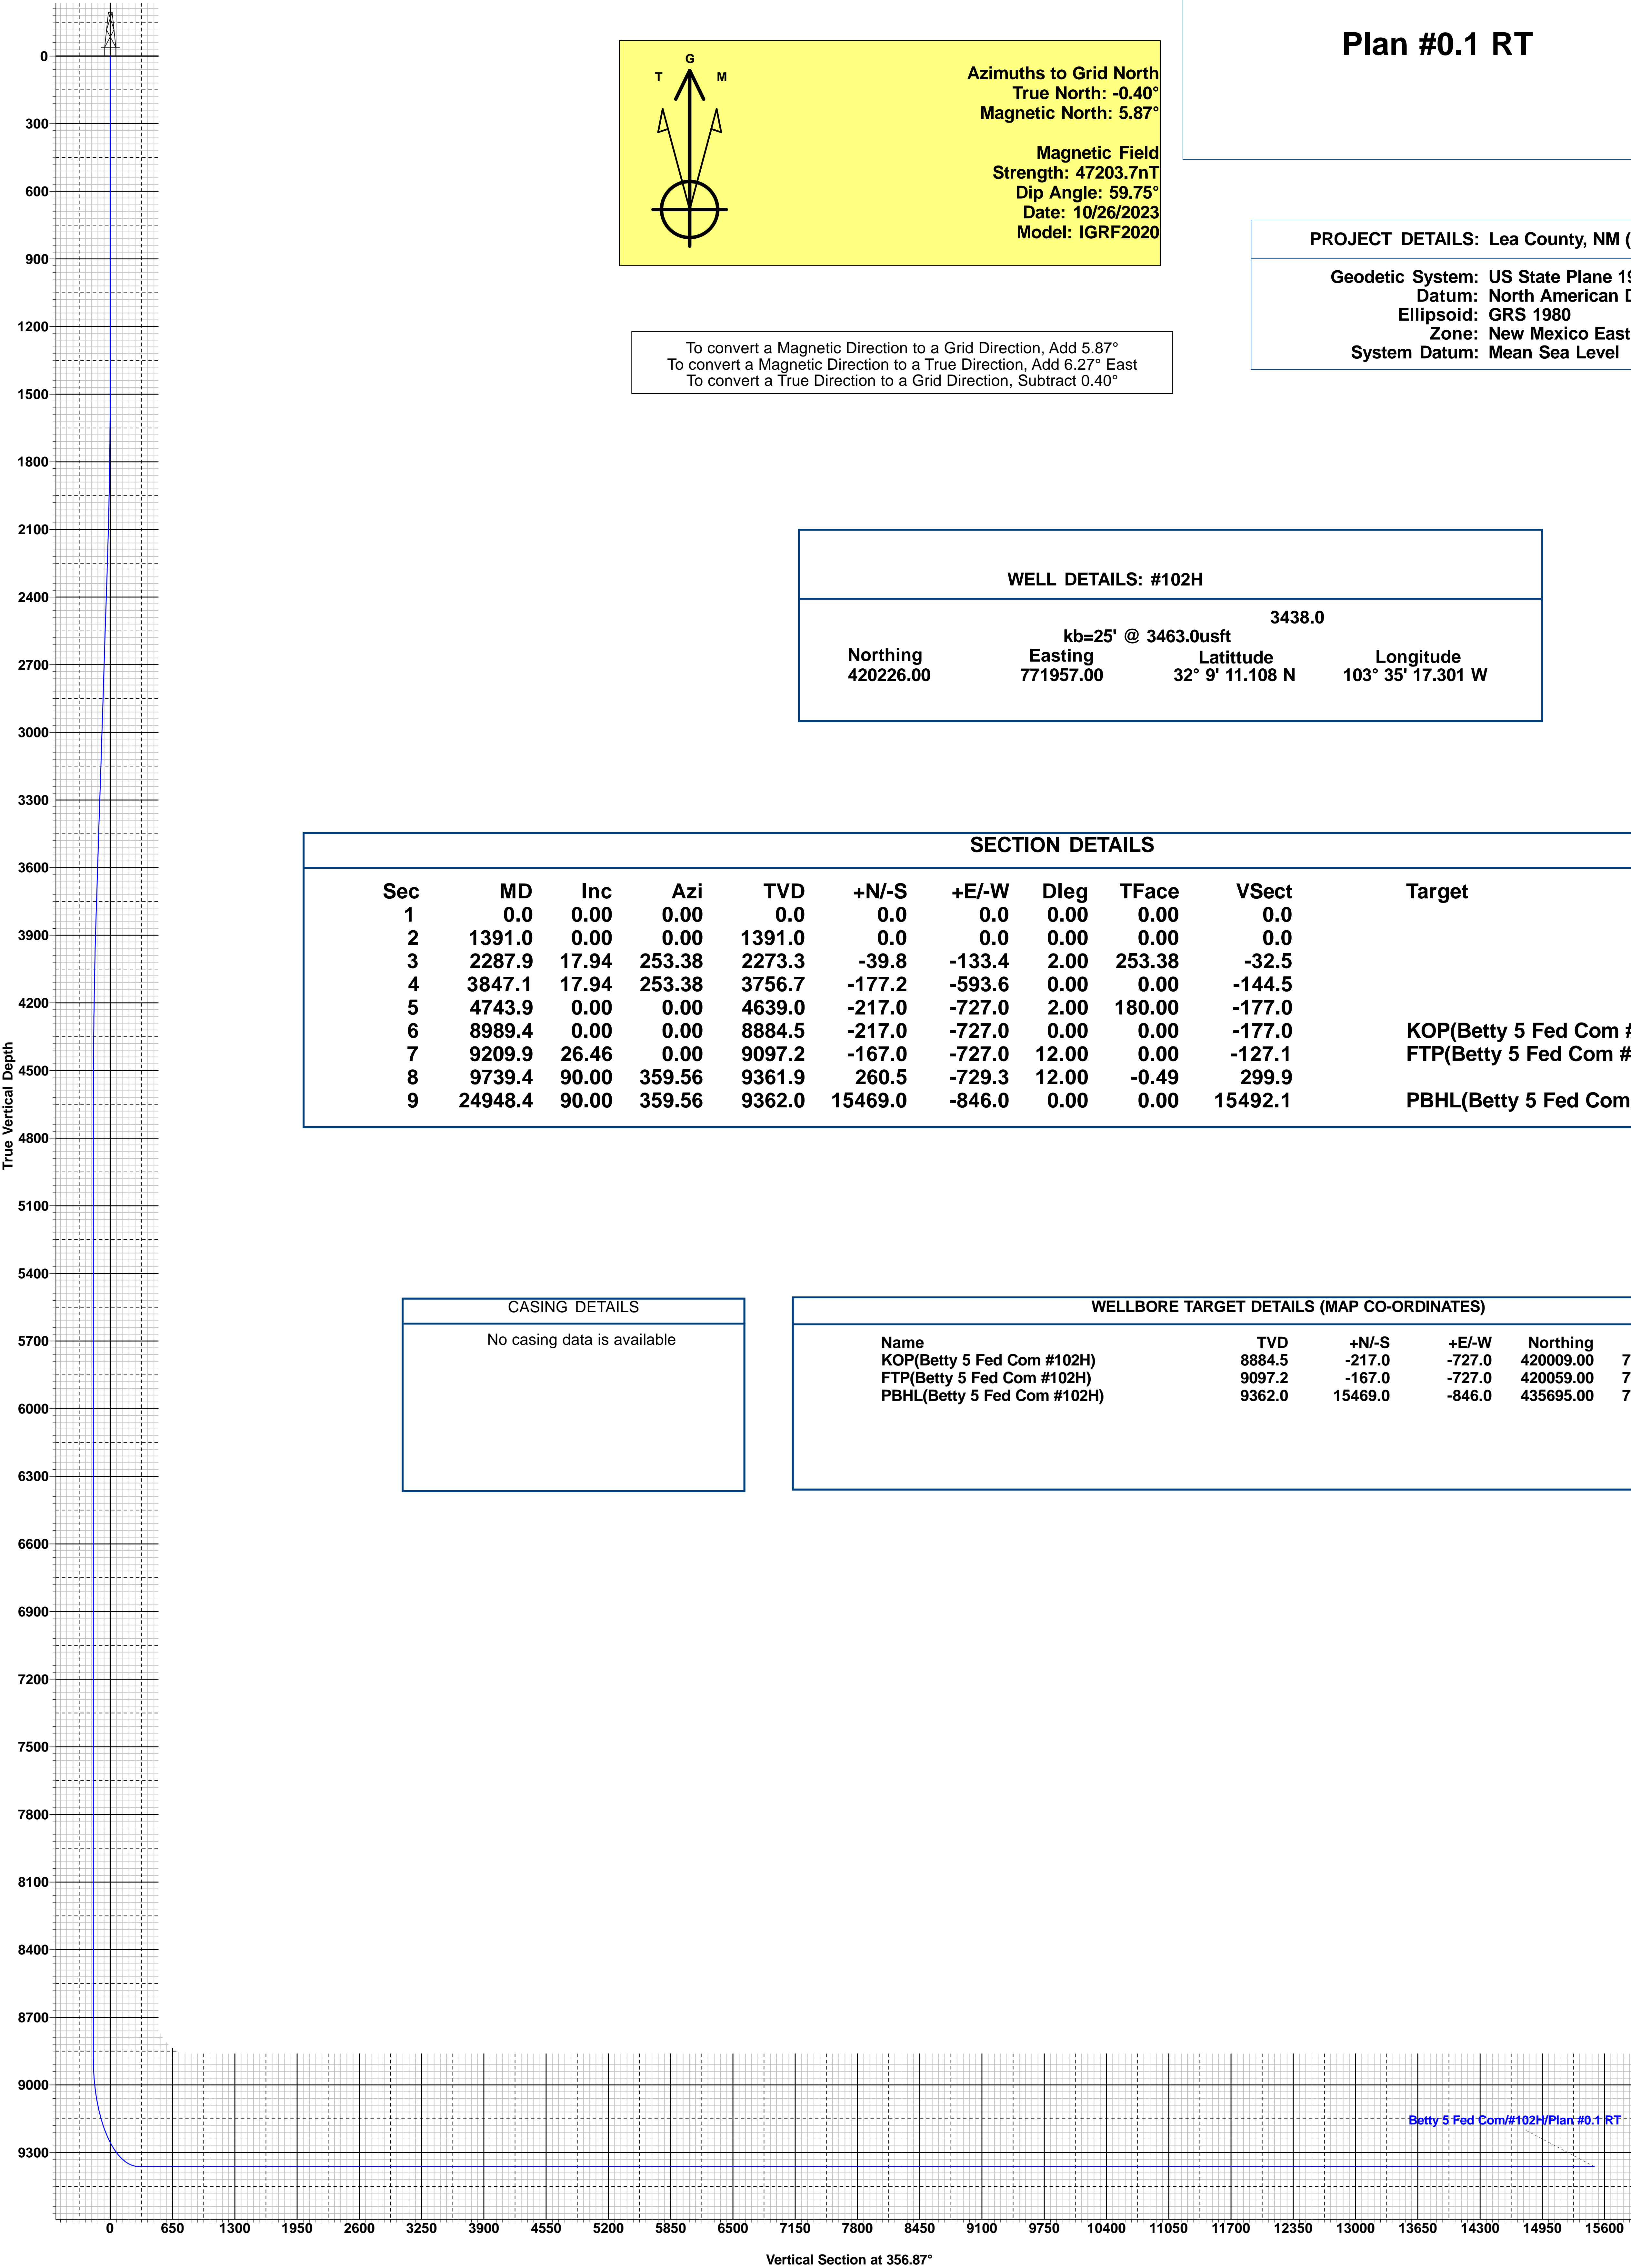 Plan #0.1 RT
G
T M
Azimuths to Grid North
True North: -0.40°
Magnetic North: 5.87°
Magnetic Field
Strength: 47203.7nT
Dip Angle: 59.75°
Date: 10/26/2023
Model: IGRF2020
PROJECT DETAILS: Lea County, NM (
Geodetic System: US State Plane 19
Datum: North American D
Ellipsoid: GRS 1980
Zone: New Mexico East
System Datum: Mean Sea Level
To convert a Magnetic Direction to a Grid Direction, Add 5.87°
To convert a Magnetic Direction to a True Direction, Add 6.27° East
To convert a True Direction to a Grid Direction, Subtract 0.40°
WELL DETAILS: #102H
3438.0
kb=25' @ 3463.0usft
Northing Easting Latittude Longitude
420226.00 771957.00 32° 9' 11.108 N 103° 35' 17.301 W
SECTION DETAILS
Sec MD Inc Azi TVD +N/-S +E/-W Dleg TFace VSect Target
1 0.0 0.00 0.00 0.0 0.0 0.0 0.00 0.00 0.0
2 1391.0 0.00 0.00 1391.0 0.0 0.0 0.00 0.00 0.0
3 2287.9 17.94 253.38 2273.3 -39.8 -133.4 2.00 253.38 -32.5
4 3847.1 17.94 253.38 3756.7 -177.2 -593.6 0.00 0.00 -144.5
5 4743.9 0.00 0.00 4639.0 -217.0 -727.0 2.00 180.00 -177.0
6 8989.4 0.00 0.00 8884.5 -217.0 -727.0 0.00 0.00 -177.0 KOP(Betty 5 Fed Com #
7 9209.9 26.46 0.00 9097.2 -167.0 -727.0 12.00 0.00 -127.1 FTP(Betty 5 Fed Com #
8 9739.4 90.00 359.56 9361.9 260.5 -729.3 12.00 -0.49 299.9
9 24948.4 90.00 359.56 9362.0 15469.0 -846.0 0.00 0.00 15492.1 PBHL(Betty 5 Fed Com
CASING DETAILS
No casing data is available
WELLBORE TARGET DETAILS (MAP CO-ORDINATES)
Name TVD +N/-S +E/-W Northing
KOP(Betty 5 Fed Com #102H) 8884.5 -217.0 -727.0 420009.00 7
FTP(Betty 5 Fed Com #102H) 9097.2 -167.0 -727.0 420059.00 7
PBHL(Betty 5 Fed Com #102H) 9362.0 15469.0 -846.0 435695.00 7
True Vertical Depth
0
300
600
900
1200
1500
1800
2100
2400
2700
3000
3300
3600
3900
4200
4500
4800
5100
5400
5700
6000
6300
6600
6900
7200
7500
7800
8100
8400
8700
9000
9300
Betty 5 Fed Com/#102H/Plan #0.1 RT
0 650 1300 1950 2600 3250 3900 4550 5200 5850 6500 7150 7800 8450 9100 9750 10400 11050 11700 12350 13000 13650 14300 14950 15600
Vertical Section at 356.87°